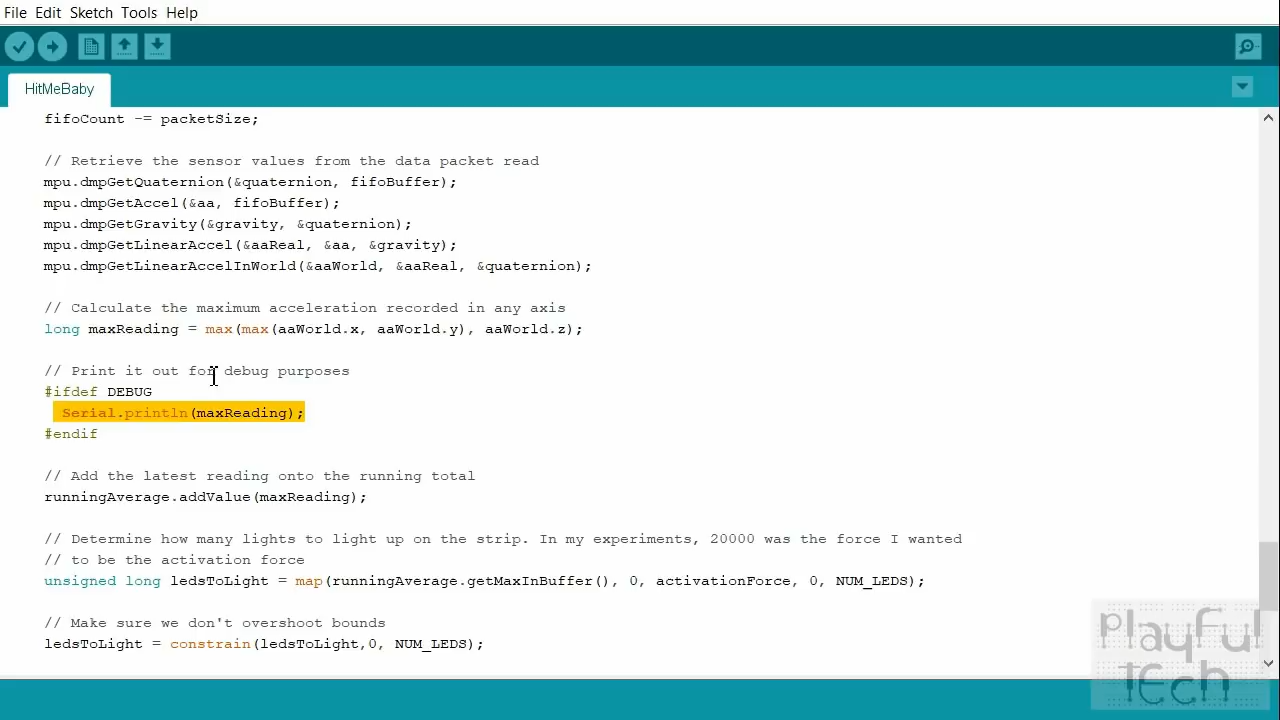 File Edit Sketch Tools Help
HitMeBaby
fifoCount -= packetSize;
// Retrieve the sensor values from the data packet read
mpu.dmpGetQuaternion(&quaternion, fifoBuffer);
mpu.dmpGetAccel(&aa, fifoBuffer);
mpu.dmpGetGravity(&gravity, &quaternion);
mpu.dmpGetLinearAccel(&aaReal, &aa, &gravity);
mpu.dmpGetLinearAccelInWorld(&aaWorld, &aaReal, &quaternion);
// Calculate the maximum acceleration recorded in any axis
long maxReading = max(max(aaWorld.x, aaWorld.y), aaWorld.z);
// Print it out for debug purposes
#ifdef DEBUG
Serial.println(maxReading);
#endif
// Add the latest reading onto the running total
runningAverage.addValue(maxReading);
// Determine how many lights to light up on the strip. In my experiments, 20000 was the force I wanted
// to be the activation force
unsigned long ledsToLight = map(runningAverage.getMaxInBuffer(), 0, activationForce, 0, NUM_LEDS);
// Make sure we don't overshoot bounds
ledsToLight = constrain(ledsToLight,0, NUM_LEDS);
playful
tech